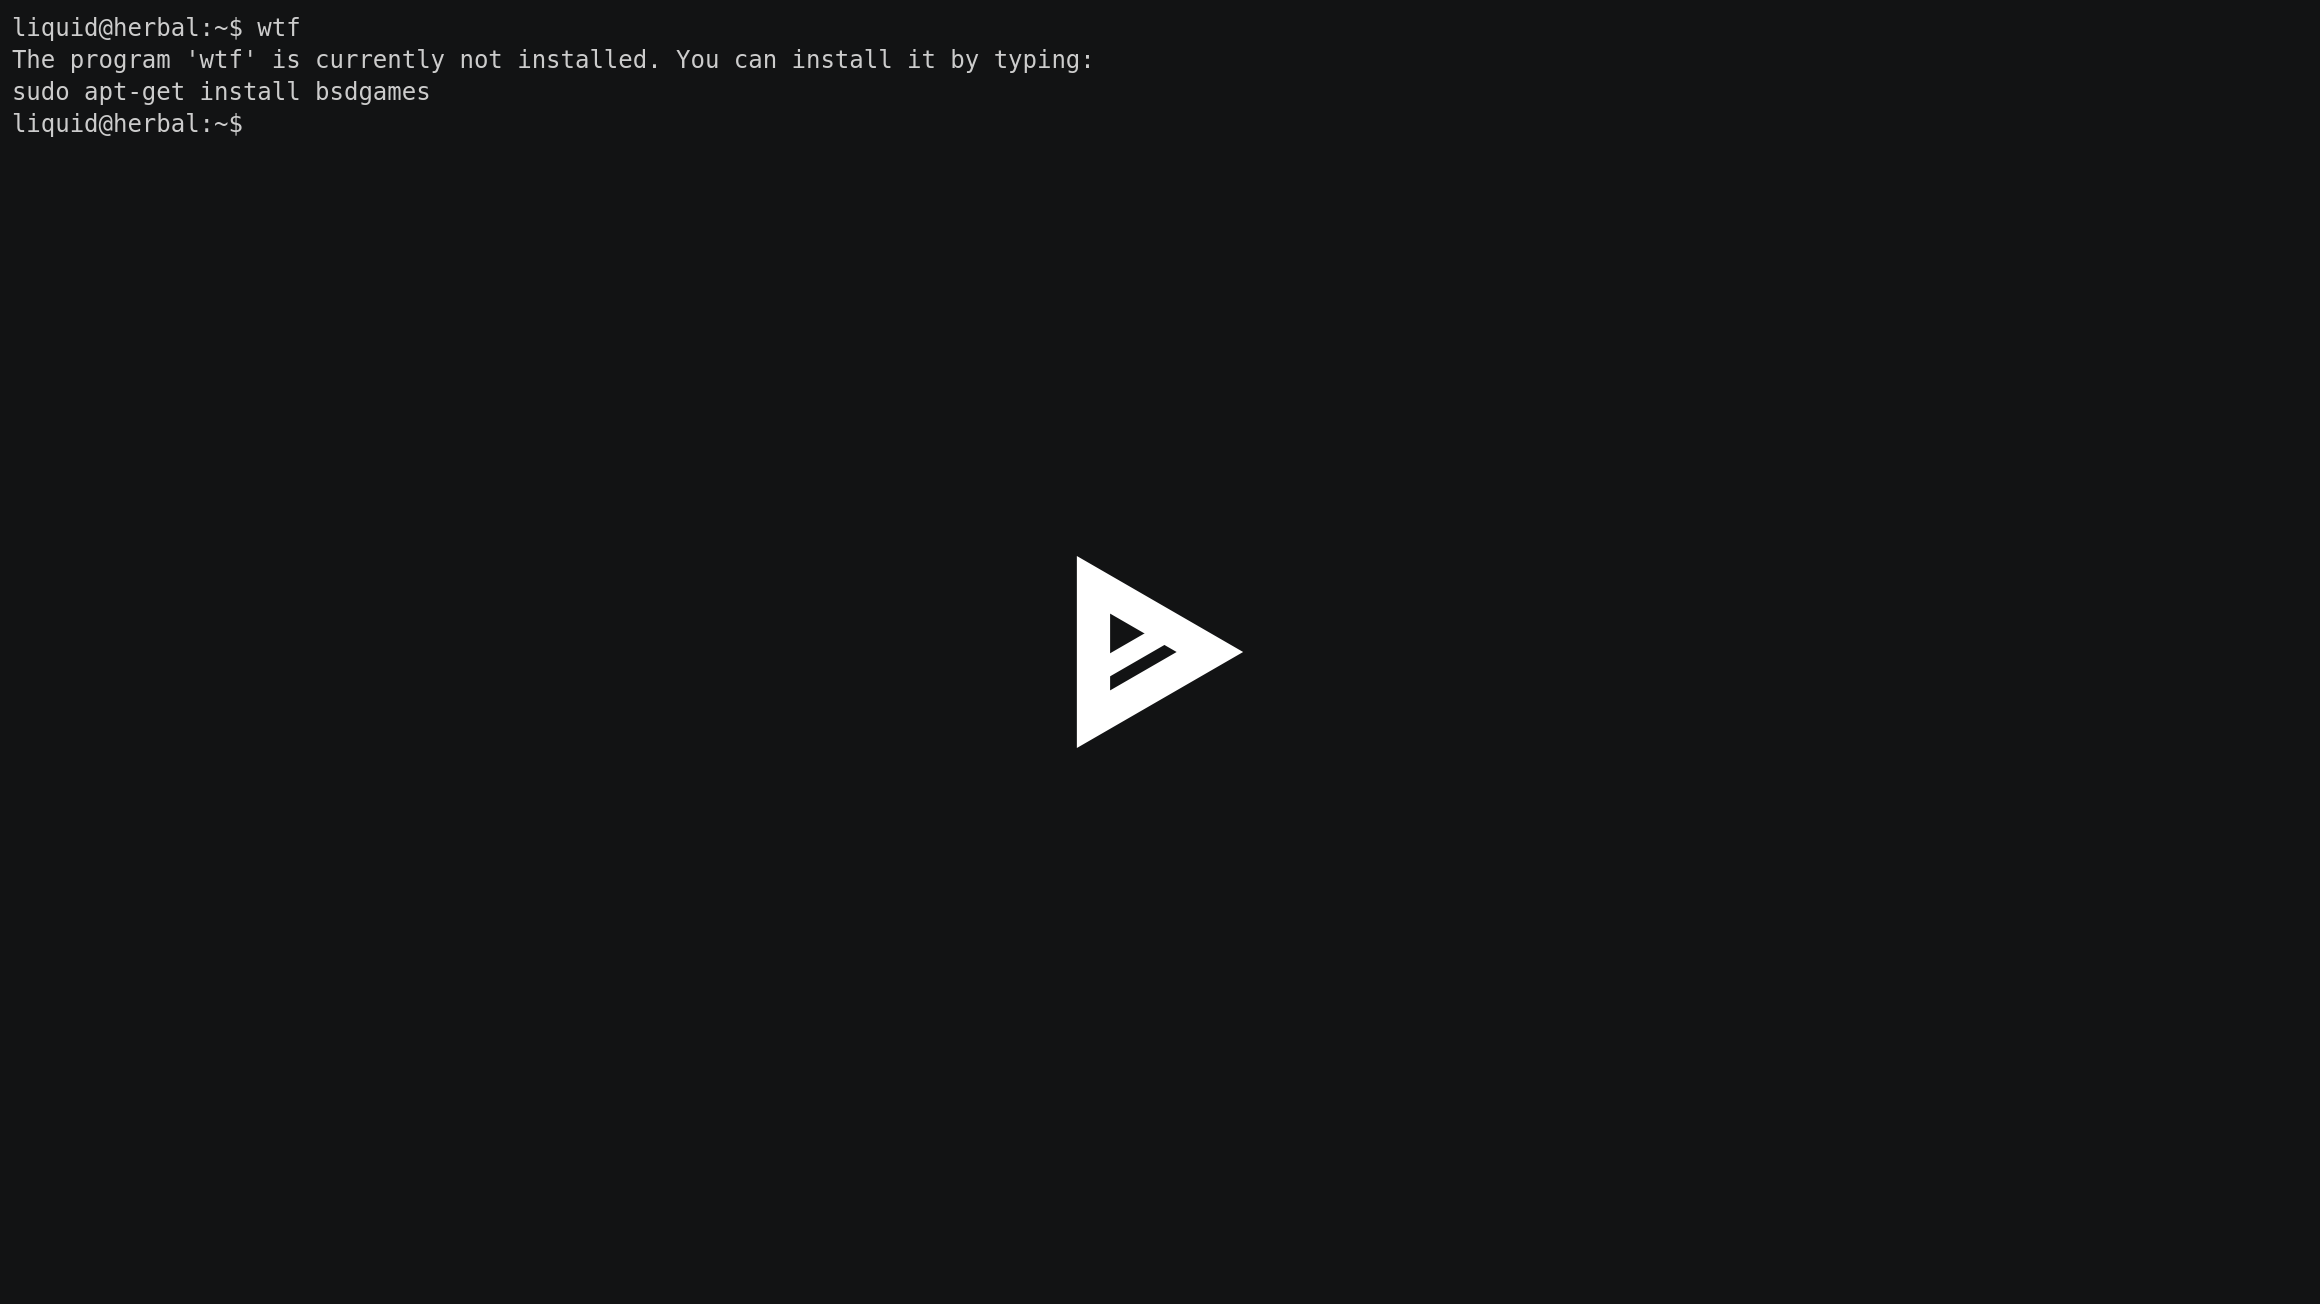 liquid@herbal:~$ wtf
The program 'wtf' is currently not installed. You can install it by typing:
sudo apt-get install bsdgames
liquid@herbal:~$